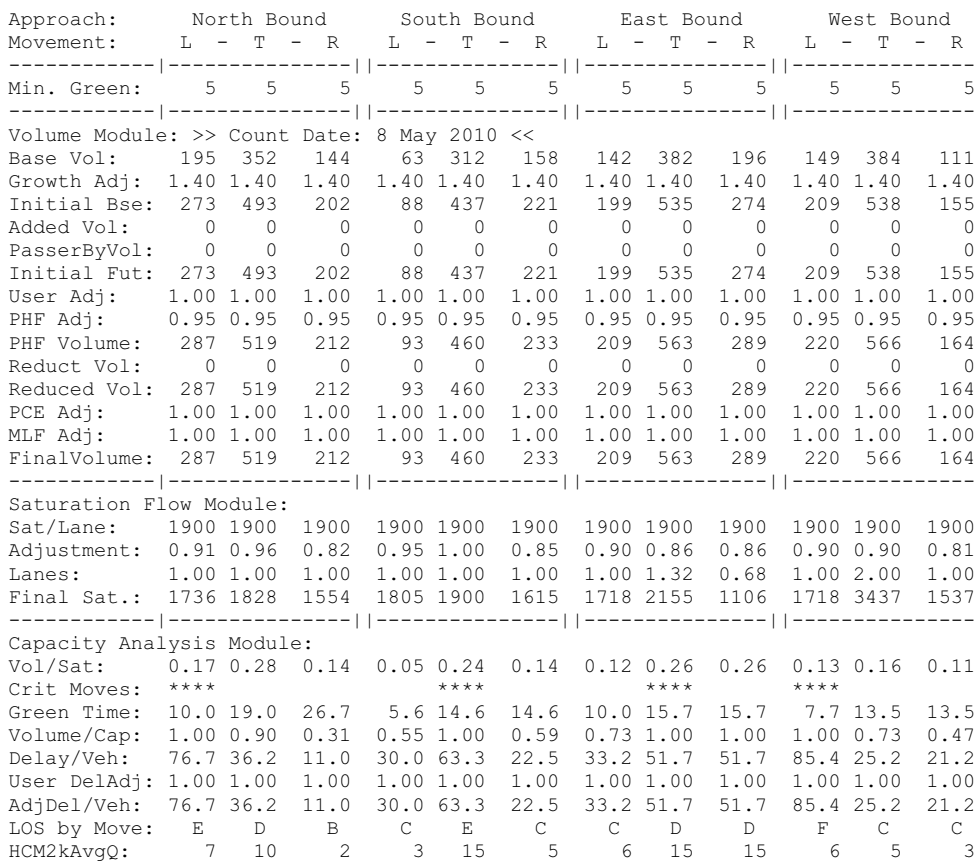 Approach:      North Bound      South Bound       East Bound       West Bound
Movement:     L  -  T  -  R    L  -  T  -  R    L  -  T  -  R    L  -  T  -  R
------------|---------------||---------------||---------------||---------------
Min. Green:     5    5     5     5    5     5     5    5     5     5    5     5
------------|---------------||---------------||---------------||---------------
Volume Module: >> Count Date: 8 May 2010 <<
Base Vol:     195  352   144    63  312   158   142  382   196   149  384   111
Growth Adj:  1.40 1.40  1.40  1.40 1.40  1.40  1.40 1.40  1.40  1.40 1.40  1.40
Initial Bse:  273  493   202    88  437   221   199  535   274   209  538   155
Added Vol:      0    0     0     0    0     0     0    0     0     0    0     0
PasserByVol:    0    0     0     0    0     0     0    0     0     0    0     0
Initial Fut:  273  493   202    88  437   221   199  535   274   209  538   155
User Adj:    1.00 1.00  1.00  1.00 1.00  1.00  1.00 1.00  1.00  1.00 1.00  1.00
PHF Adj:     0.95 0.95  0.95  0.95 0.95  0.95  0.95 0.95  0.95  0.95 0.95  0.95
PHF Volume:   287  519   212    93  460   233   209  563   289   220  566   164
Reduct Vol:     0    0     0     0    0     0     0    0     0     0    0     0
Reduced Vol:  287  519   212    93  460   233   209  563   289   220  566   164
PCE Adj:     1.00 1.00  1.00  1.00 1.00  1.00  1.00 1.00  1.00  1.00 1.00  1.00
MLF Adj:     1.00 1.00  1.00  1.00 1.00  1.00  1.00 1.00  1.00  1.00 1.00  1.00
FinalVolume:  287  519   212    93  460   233   209  563   289   220  566   164
------------|---------------||---------------||---------------||---------------
Saturation Flow Module:
Sat/Lane:    1900 1900  1900  1900 1900  1900  1900 1900  1900  1900 1900  1900
Adjustment:  0.91 0.96  0.82  0.95 1.00  0.85  0.90 0.86  0.86  0.90 0.90  0.81
Lanes:       1.00 1.00  1.00  1.00 1.00  1.00  1.00 1.32  0.68  1.00 2.00  1.00
Final Sat.:  1736 1828  1554  1805 1900  1615  1718 2155  1106  1718 3437  1537
------------|---------------||---------------||---------------||---------------
Capacity Analysis Module:
Vol/Sat:     0.17 0.28  0.14  0.05 0.24  0.14  0.12 0.26  0.26  0.13 0.16  0.11
Crit Moves:  ****                  ****             ****        ****
Green Time:  10.0 19.0  26.7   5.6 14.6  14.6  10.0 15.7  15.7   7.7 13.5  13.5
Volume/Cap:  1.00 0.90  0.31  0.55 1.00  0.59  0.73 1.00  1.00  1.00 0.73  0.47
Delay/Veh:   76.7 36.2  11.0  30.0 63.3  22.5  33.2 51.7  51.7  85.4 25.2  21.2
User DelAdj: 1.00 1.00  1.00  1.00 1.00  1.00  1.00 1.00  1.00  1.00 1.00  1.00
AdjDel/Veh:  76.7 36.2  11.0  30.0 63.3  22.5  33.2 51.7  51.7  85.4 25.2  21.2
LOS by Move:   E    D     B     C    E     C     C    D     D     F    C     C
HCM2kAvgQ:      7   10     2     3   15     5     6   15    15     6    5     3